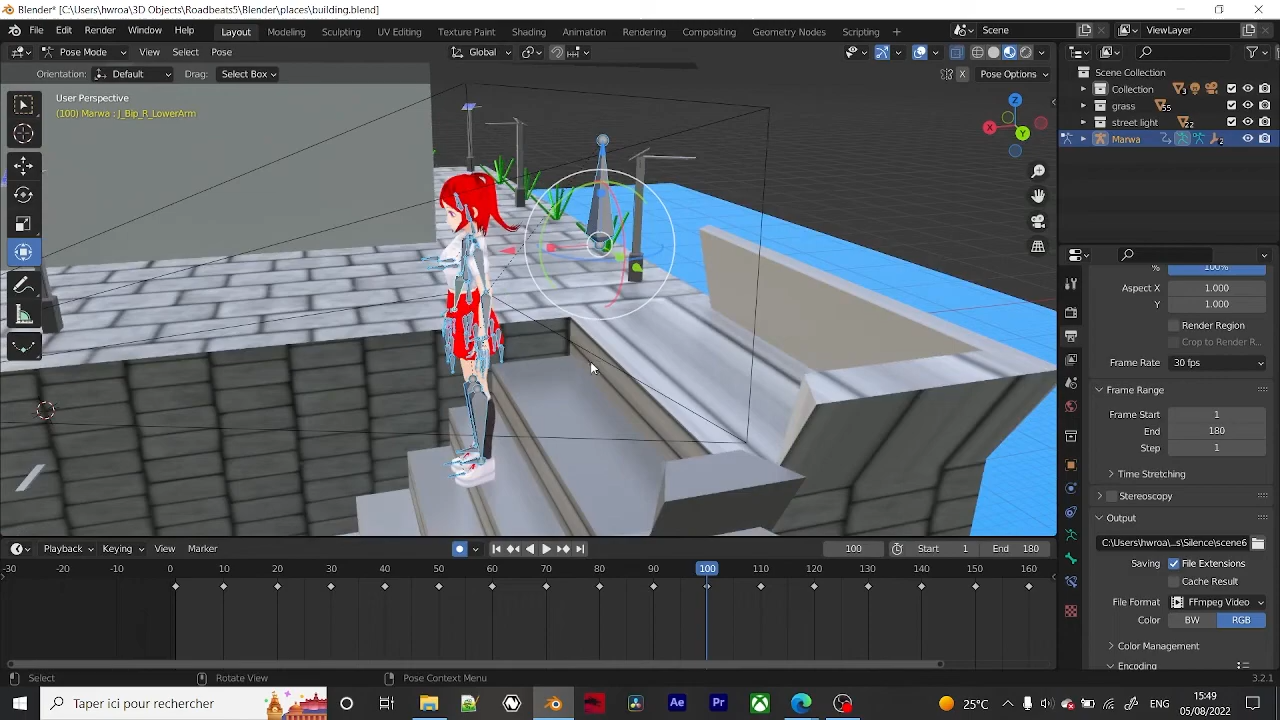 Blender* [C:\Users\hwroa\3D Objects\Roadbeats5\Blender\places\building.blend]
File Edit Render Window Help Layout Modeling Sculpting UV Editing Texture Paint Shading Animation Rendering Compositing Geometry Nodes Scripting + Scene ViewLayer
Pose Mode View Select Pose Global
Orientation: Default Drag: Select Box X Pose Options
User Perspective
(100) Marwa : J_Bip_R_LowerArm
Scene Collection
Collection 3
grass 55
street light 22
Marwa 2
X Y Z
% 100%
Aspect X 1.000
Y 1.000
Render Region
Crop to Render R...
Frame Rate 30 fps
Frame Range
Frame Start 1
End 180
Step 1
Time Stretching
Stereoscopy
Output
C:\Users\hwroa\...s\Silence\scene6
Saving File Extensions
Cache Result
File Format FFmpeg Video
Color BW RGB
Color Management
Encoding
Playback Keying View Marker 100 Start 1 End 180
-30 -20 -10 0 10 20 30 40 50 60 70 80 90 100 110 120 130 140 150 160
Select Rotate View Pose Context Menu 3.2.1
Taper ici pour rechercher Ae Pr 25°C ENG 15:49
05/08/2022